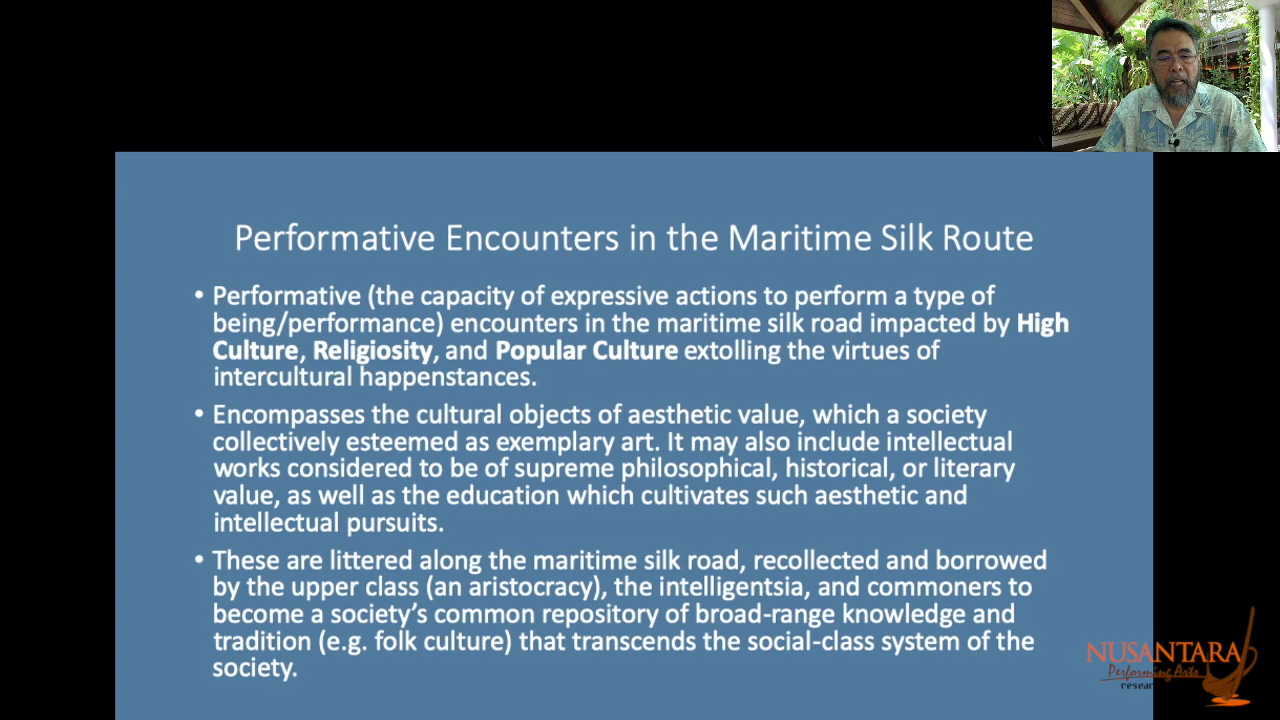 Performative Encounters in the Maritime Silk Route
• Performative (the capacity of expressive actions to perform a type of
being/performance) encounters in the maritime silk road impacted by High
Culture, Religiosity, and Popular Culture extolling the virtues of
intercultural happenstances.
• Encompasses the cultural objects of aesthetic value, which a society
collectively esteemed as exemplary art. It may also include intellectual
works considered to be of supreme philosophical, historical, or literary
value, as well as the education which cultivates such aesthetic and
intellectual pursuits.
• These are littered along the maritime silk road, recollected and borrowed
by the upper class (an aristocracy), the intelligentsia, and commoners to
become a society’s common repository of broad-range knowledge and
tradition (e.g. folk culture) that transcends the social-class system of the
society.
NUSANTARA
Performing Arts